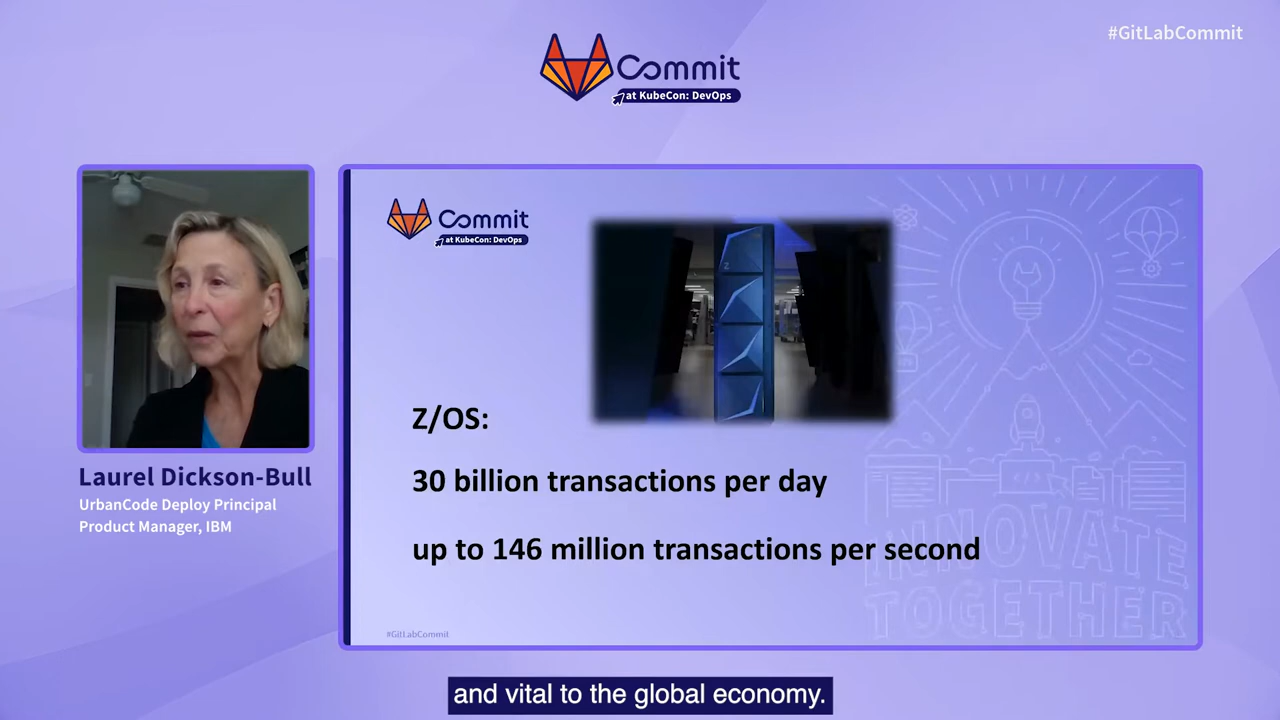 #GitLabCommit
Commit
at KubeCon: DevOps
Commit
at KubeCon: DevOps
Z
Z/OS:
30 billion transactions per day
up to 146 million transactions per second
INNOVATE
TOGETHER
#GitLabCommit
Laurel Dickson-Bull
UrbanCode Deploy Principal
Product Manager, IBM
and vital to the global economy.